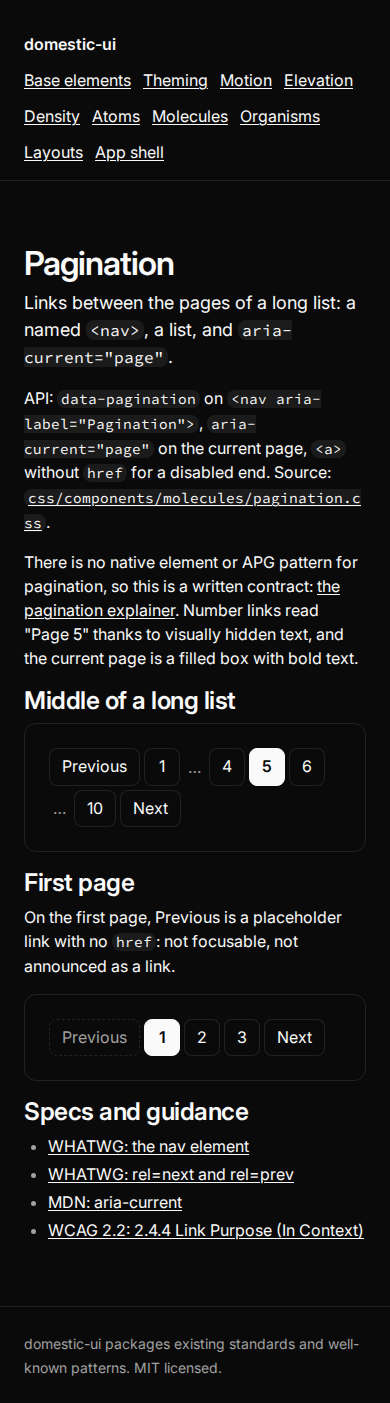 domestic-ui
Base elements Theming Motion Elevation
Density Atoms Molecules Organisms
Layouts App shell
Pagination
Links between the pages of a long list: a
named <nav>, a list, and aria-
current="page".
API: data-pagination on <nav aria-
label="Pagination">, aria-
current="page" on the current page, <a>
without href for a disabled end. Source:
css/components/molecules/pagination.c
ss.
There is no native element or APG pattern for
pagination, so this is a written contract: the
pagination explainer. Number links read
"Page 5" thanks to visually hidden text, and
the current page is a filled box with bold text.
Middle of a long list
Previous 1 … 4 5 6
… 10 Next
First page
On the first page, Previous is a placeholder
link with no href: not focusable, not
announced as a link.
Previous 1 2 3 Next
Specs and guidance
WHATWG: the nav element
WHATWG: rel=next and rel=prev
MDN: aria-current
WCAG 2.2: 2.4.4 Link Purpose (In Context)
domestic-ui packages existing standards and well-
known patterns. MIT licensed.